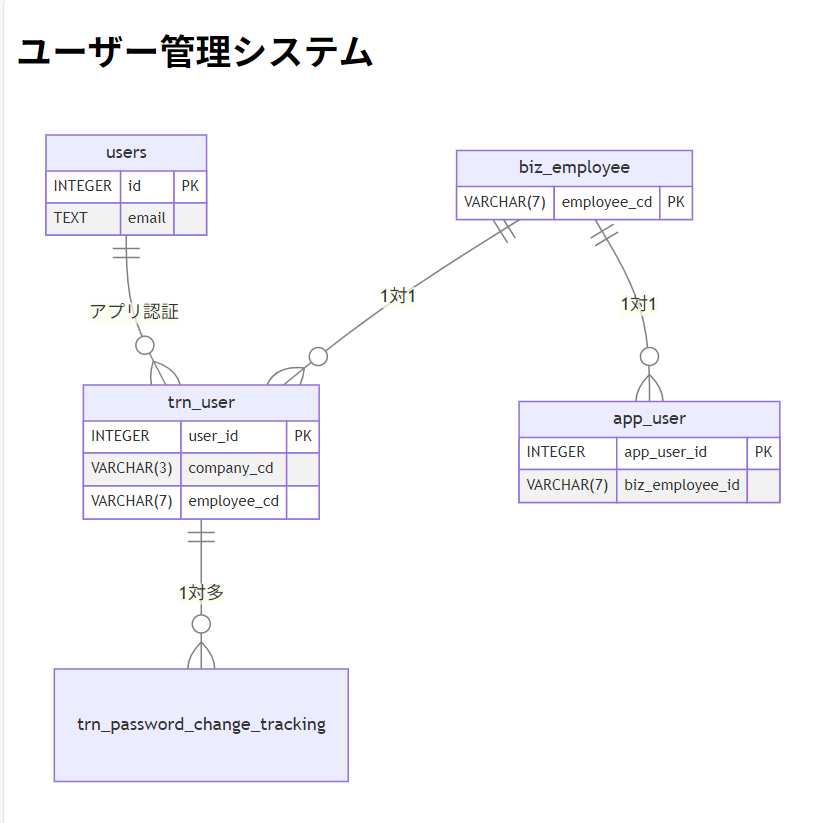 ユーザー管理システム
users
INTEGER id PK
TEXT email
biz_employee
VARCHAR(7) employee_cd PK
アプリ認証
1対1
1対1
trn_user
INTEGER user_id PK
VARCHAR(3) company_cd
VARCHAR(7) employee_cd
app_user
INTEGER app_user_id PK
VARCHAR(7) biz_employee_id
1対多
trn_password_change_tracking